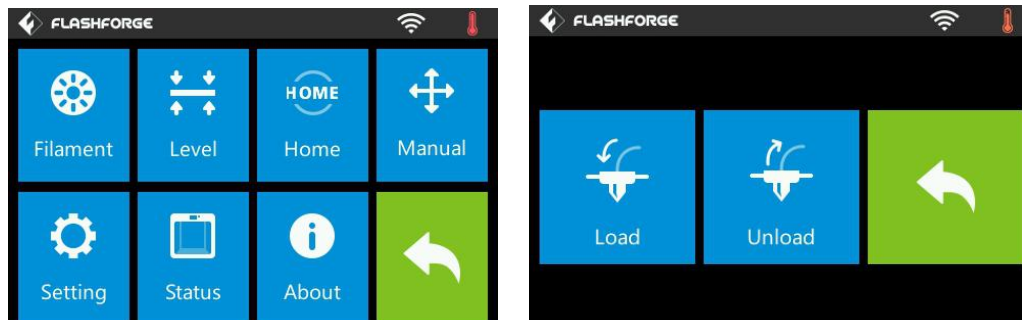 FLASHFORGE
Filament Level Home Manual
HOME
Setting Status About
FLASHFORGE
Load Unload